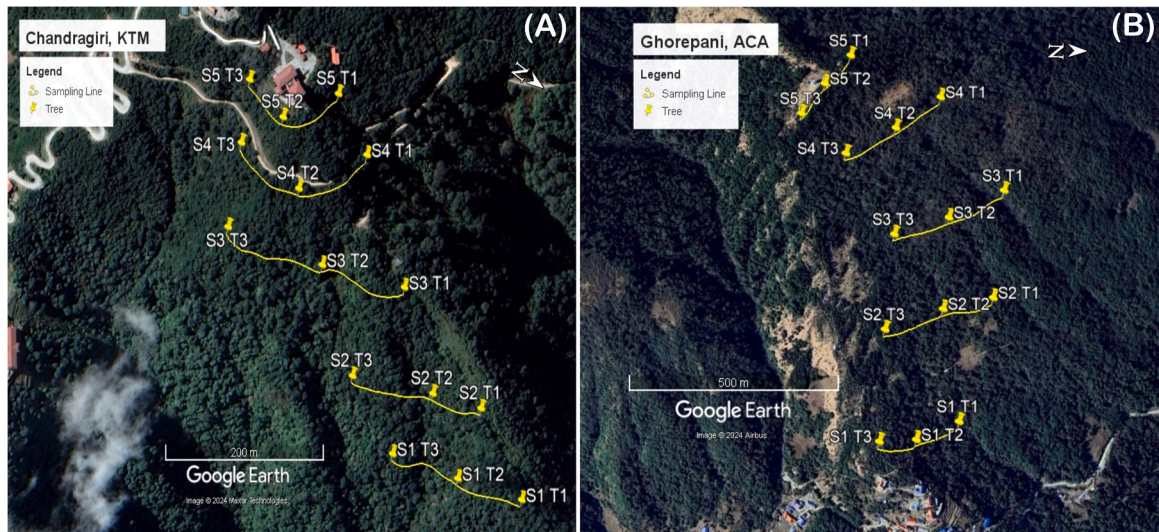 (A)
Chandragiri, KTM
Legend
Sampling Line
Tree
N
S5 T3
S5 T1
S5 T2
S4 T3
S4 T1
S4 T2
S3 T3
S3 T2
S3 T1
S2 T3
S2 T2
S2 T1
S1 T3
S1 T2
S1 T1
200 m
Google Earth
Image © 2024 Maxar Technologies
(B)
Ghorepani, ACA
Legend
Sampling Line
Tree
N
S5 T1
S5 T2
S5 T3
S4 T1
S4 T2
S4 T3
S3 T1
S3 T2
S3 T3
S2 T1
S2 T2
S2 T3
S1 T1
S1 T2
S1 T3
500 m
Google Earth
Image © 2024 Airbus